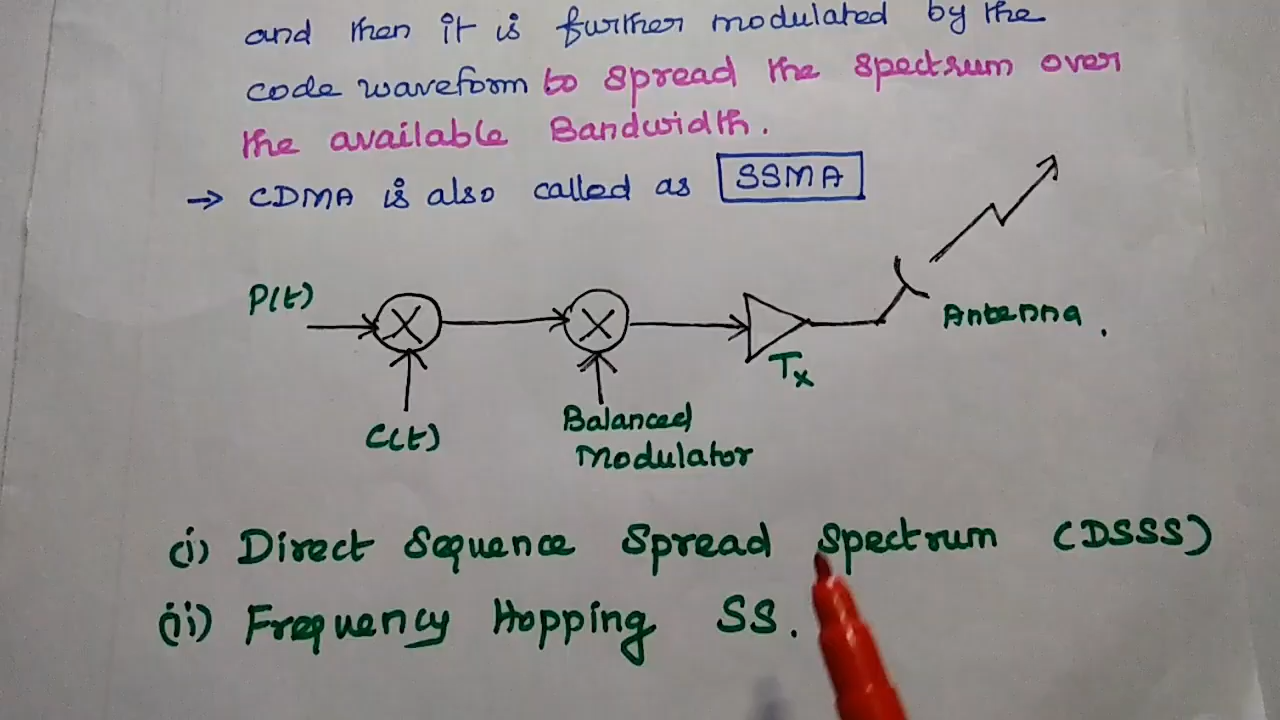 and then it is further modulated by the
code waveform to spread the spectrum over
the available Bandwidth.
→ CDMA is also called as SSMA
P(t)
X
X
Antenna.
Tx
C(t)
Balanced
Modulator
(i) Direct Sequence Spread Spectrum (DSSS)
(ii) Frequency Hopping SS.